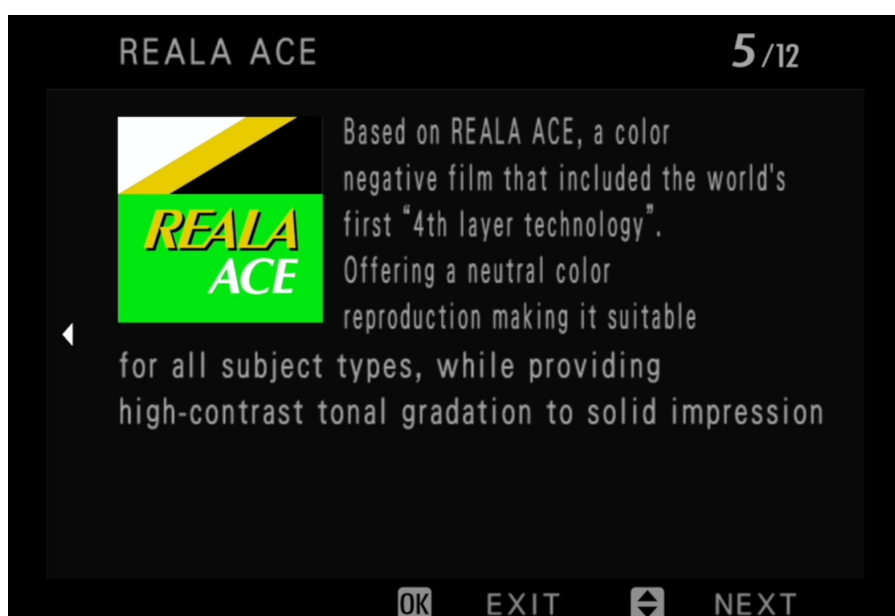 REALA ACE
5/12
REALA
ACE
Based on REALA ACE, a color
negative film that included the world's
first “4th layer technology”.
Offering a neutral color
reproduction making it suitable
for all subject types, while providing
high-contrast tonal gradation to solid impression
OK EXIT NEXT